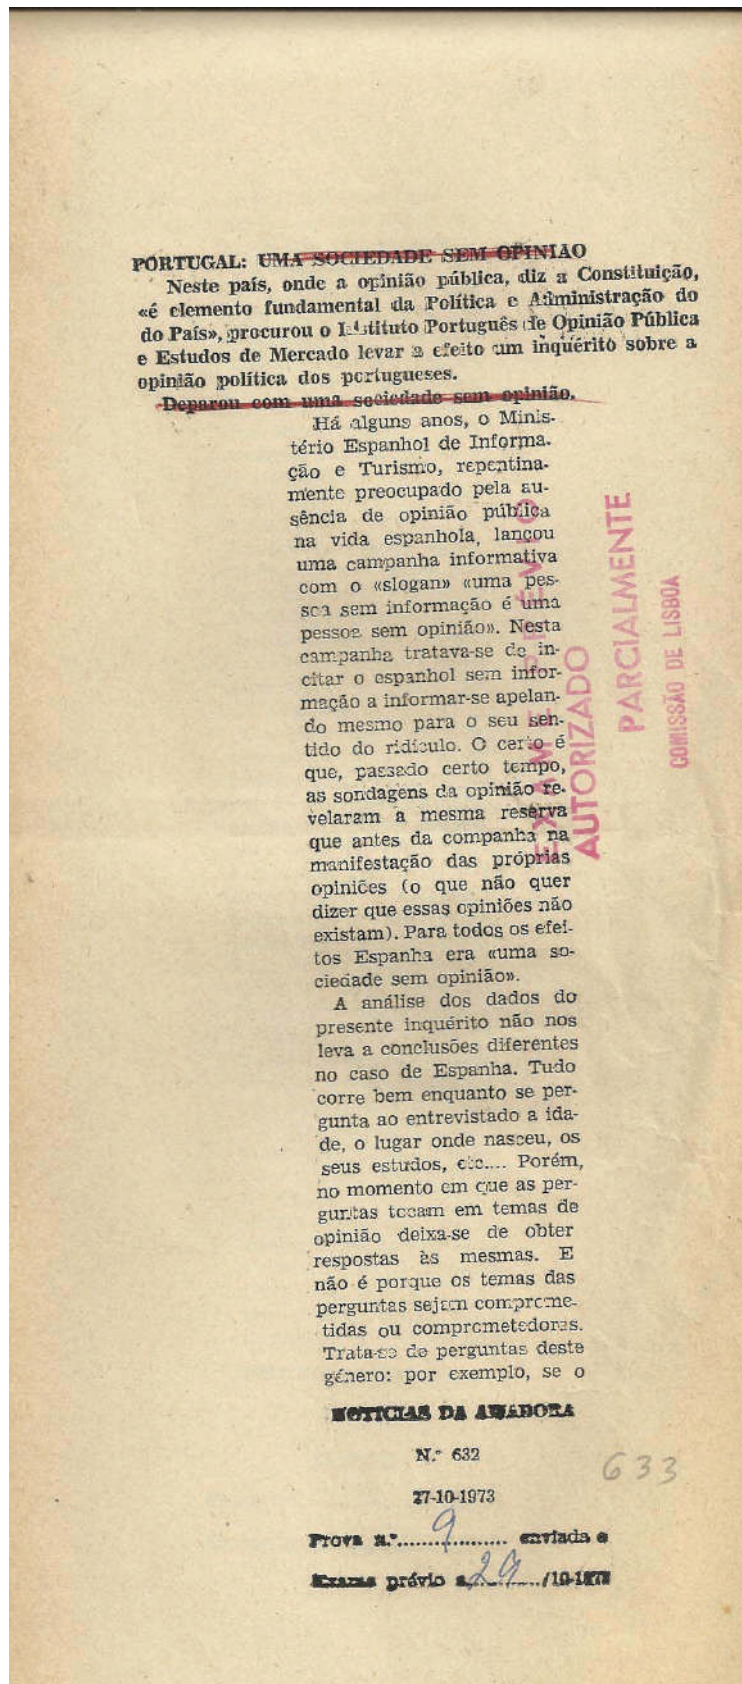 PORTUGAL: UMA SOCIEDADE SEM OPINIAO
Neste país, onde a opinião pública, diz a Constituição,
«é elemento fundamental da Política e Administração do
do País», procurou o Instituto Português de Opinião Pública
e Estudos de Mercado levar a efeito um inquérito sobre a
opinião política dos portugueses.
Deparou com uma sociedade sem opinião.
Há alguns anos, o Minis-
tério Espanhol de Informa-
ção e Turismo, repentina-
mente preocupado pela au-
sência de opinião pública
na vida espanhola, lançou
uma campanha informativa
com o «slogan» «uma pes-
soa sem informação é uma
pessoa sem opinião». Nesta
campanha tratava-se de in-
citar o espanhol sem infor-
mação a informar-se apelan-
do mesmo para o seu sen-
tido do ridículo. O certo é
que, passado certo tempo,
as sondagens da opinião re-
velaram a mesma reserva
que antes da companha na
manifestação das próprias
opiniões (o que não quer
dizer que essas opiniões não
existam). Para todos os efei-
tos Espanha era «uma so-
ciedade sem opinião».
A análise dos dados do
presente inquérito não nos
leva a conclusões diferentes
no caso de Espanha. Tudo
corre bem enquanto se per-
gunta ao entrevistado a ida-
de, o lugar onde nasceu, os
seus estudos, etc.... Porém,
no momento em que as per-
guntas tocam em temas de
opinião deixa-se de obter
respostas às mesmas. E
não é porque os temas das
perguntas sejam comprome-
tidas ou comprometedoras.
Trata-se de perguntas deste
género: por exemplo, se o
EXAME PRÉVIO
AUTORIZADO
PARCIALMENTE
COMISSÃO DE LISBOA
NOTICIAS DA AMADORA
N.º 632
633
27-10-1973
Prova n.º 9 enviada a
Exame prévio a 29/10-1973